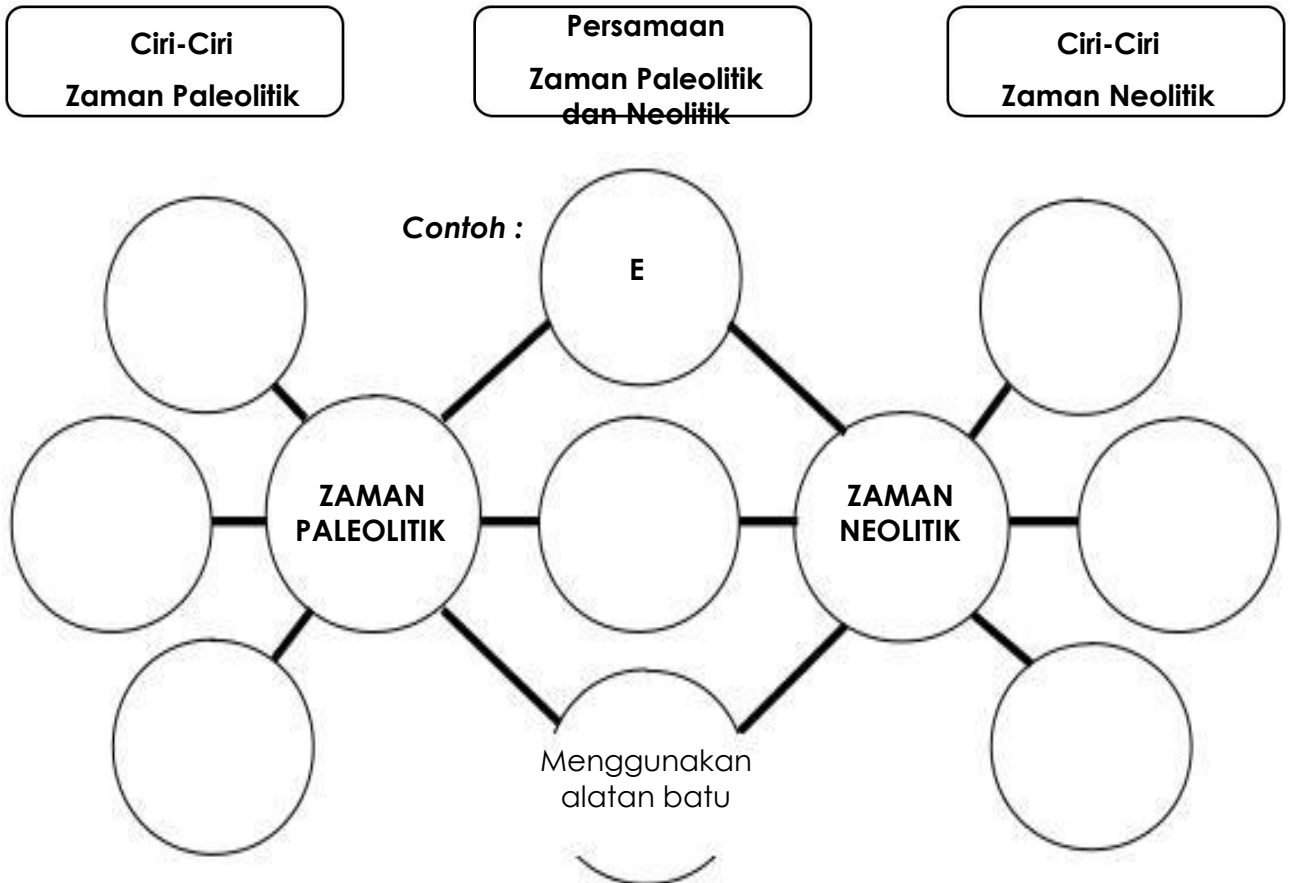 Ciri-Ciri
Zaman Paleolitik
Persamaan
Zaman Paleolitik
dan Neolitik
Ciri-Ciri
Zaman Neolitik
Contoh :
E
ZAMAN
PALEOLITIK
ZAMAN
NEOLITIK
Menggunakan
alatan batu